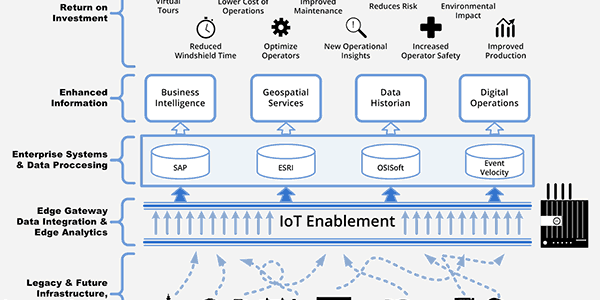 Virtual
Tours
Lower Cost of
Operations
Improved
Maintenance
Reduces Risk
Environmental
Impact
Return on
Investment
Reduced
Windshield Time
Optimize
Operators
New Operational
Insights
Increased
Operator Safety
Improved
Production
Enhanced
Information
Business
Intelligence
Geospatial
Services
Data
Historian
Digital
Operations
Enterprise Systems
& Data Proccesing
SAP
ESRI
OSISoft
Event
Velocity
Edge Gateway
Data Integration &
Edge Analytics
IoT Enablement
Legacy & Future
Infrastructure,